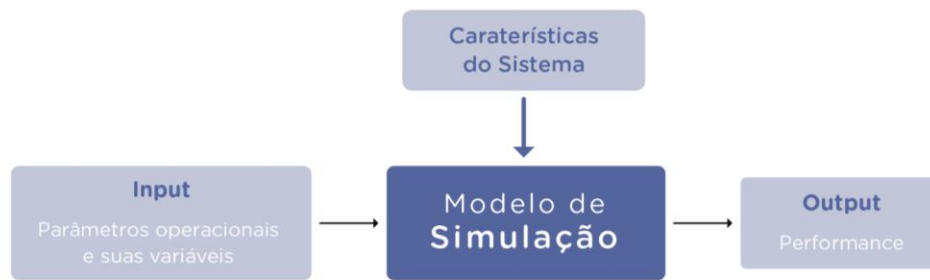 Caraterísticas
do Sistema
Input
Parâmetros operacionais
e suas variáveis
Modelo de
Simulação
Output
Performance